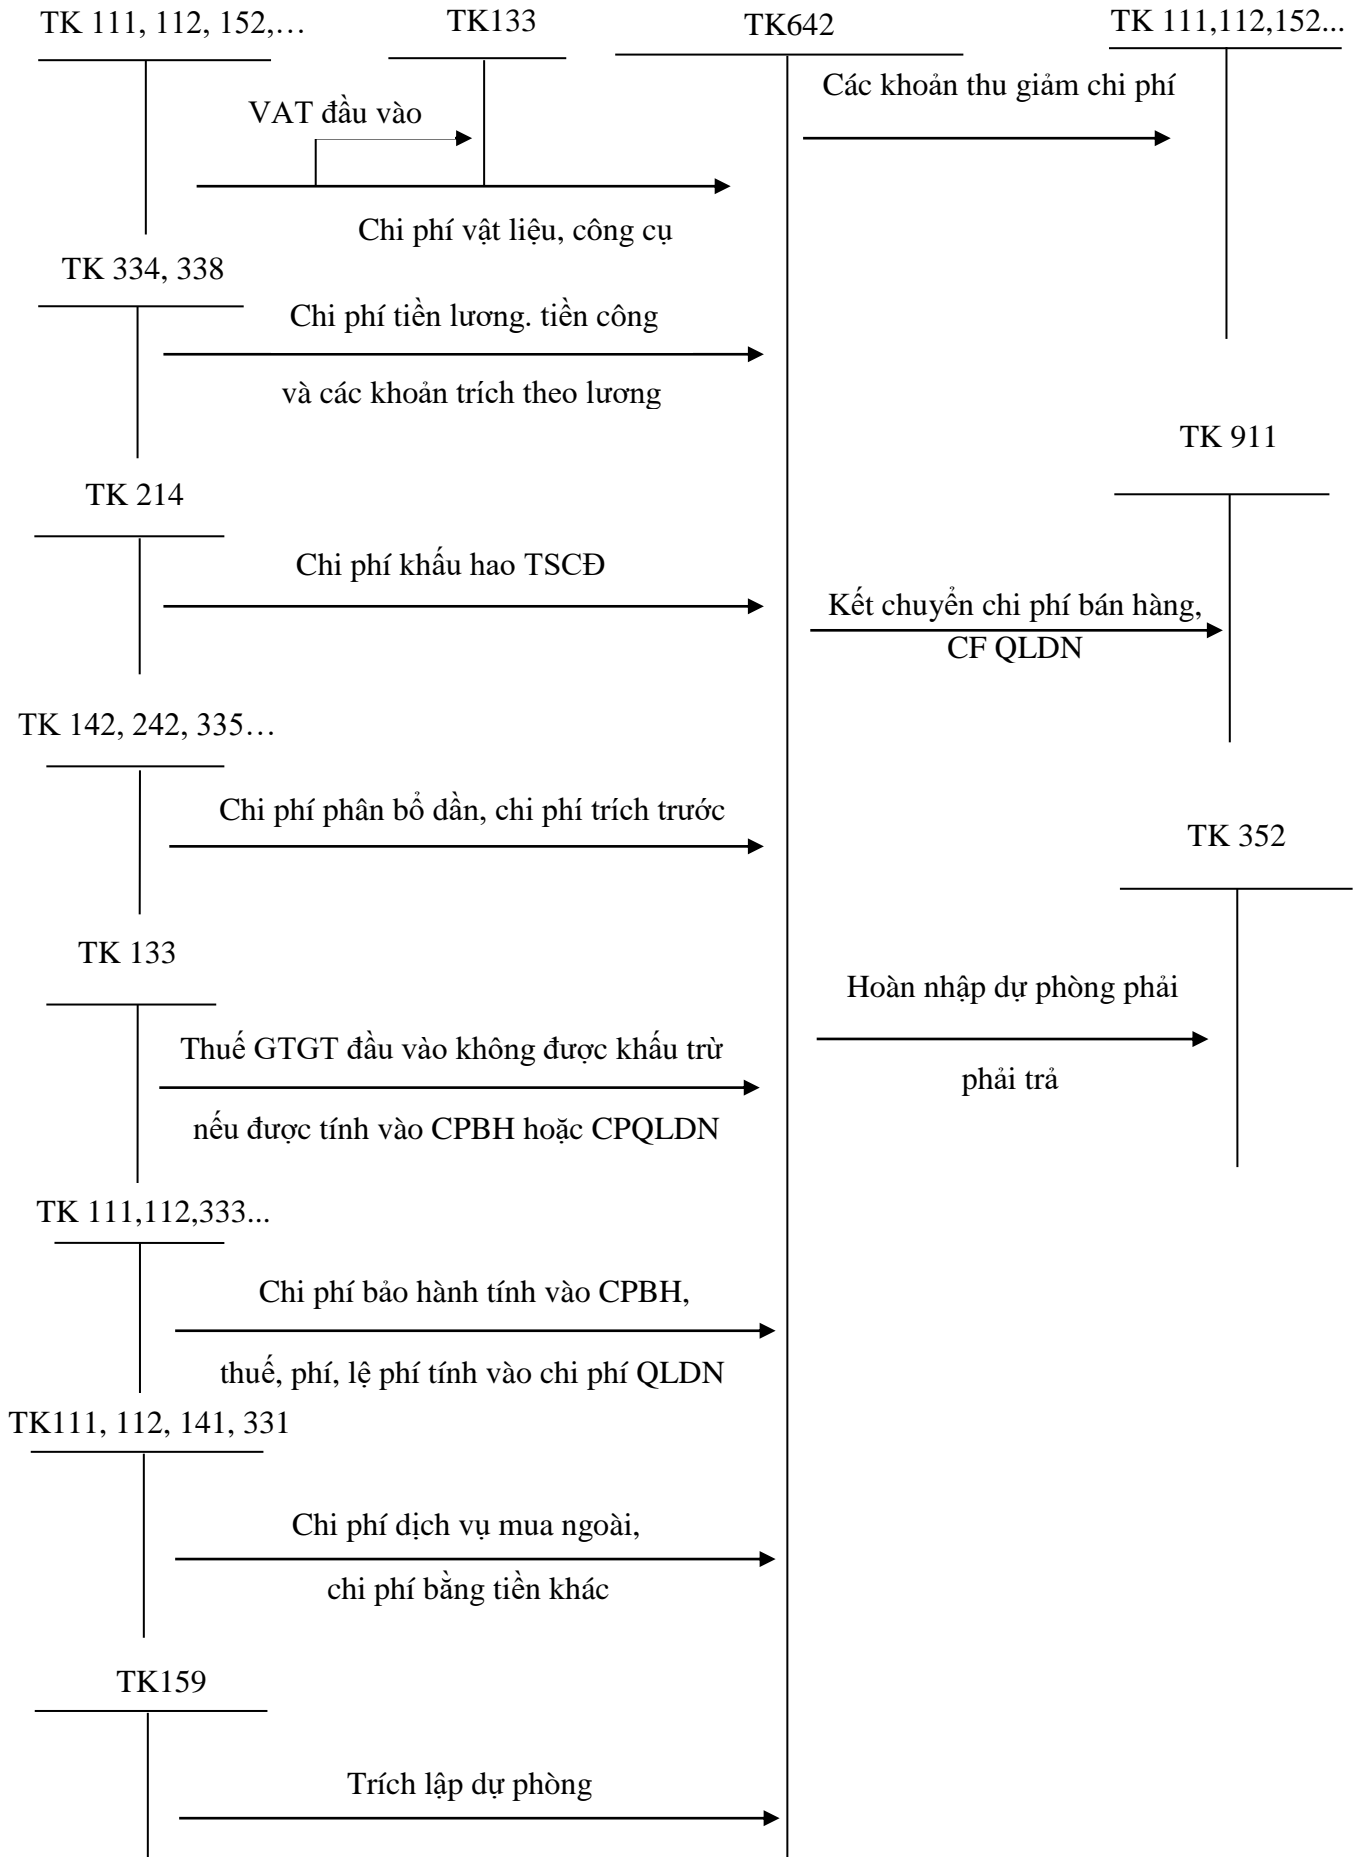 TK 111, 112, 152,…
TK133
TK642
TK 111,112,152...
Các khoản thu giảm chi phí
VAT đầu vào
Chi phí vật liệu, công cụ
TK 334, 338
Chi phí tiền lương. tiền công
và các khoản trích theo lương
TK 911
TK 214
Chi phí khấu hao TSCĐ
Kết chuyển chi phí bán hàng,
CF QLDN
TK 142, 242, 335…
Chi phí phân bổ dần, chi phí trích trước
TK 352
TK 133
Hoàn nhập dự phòng phải
phải trả
Thuế GTGT đầu vào không được khấu trừ
nếu được tính vào CPBH hoặc CPQLDN
TK 111,112,333...
Chi phí bảo hành tính vào CPBH,
thuế, phí, lệ phí tính vào chi phí QLDN
TK111, 112, 141, 331
Chi phí dịch vụ mua ngoài,
chi phí bằng tiền khác
TK159
Trích lập dự phòng